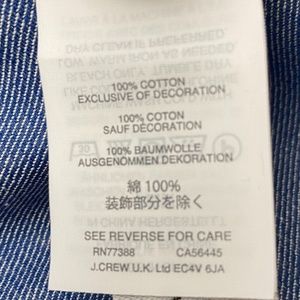 100% COTTON
EXCLUSIVE OF DECORATION
100% COTON
SAUF DÉCORATION
100% BAUMWOLLE
AUSGENOMMEN DEKORATION
綿 100%
装飾部分を除く
SEE REVERSE FOR CARE
RN77388 CA56445
J.CREW U.K. Ltd EC4V 6JA